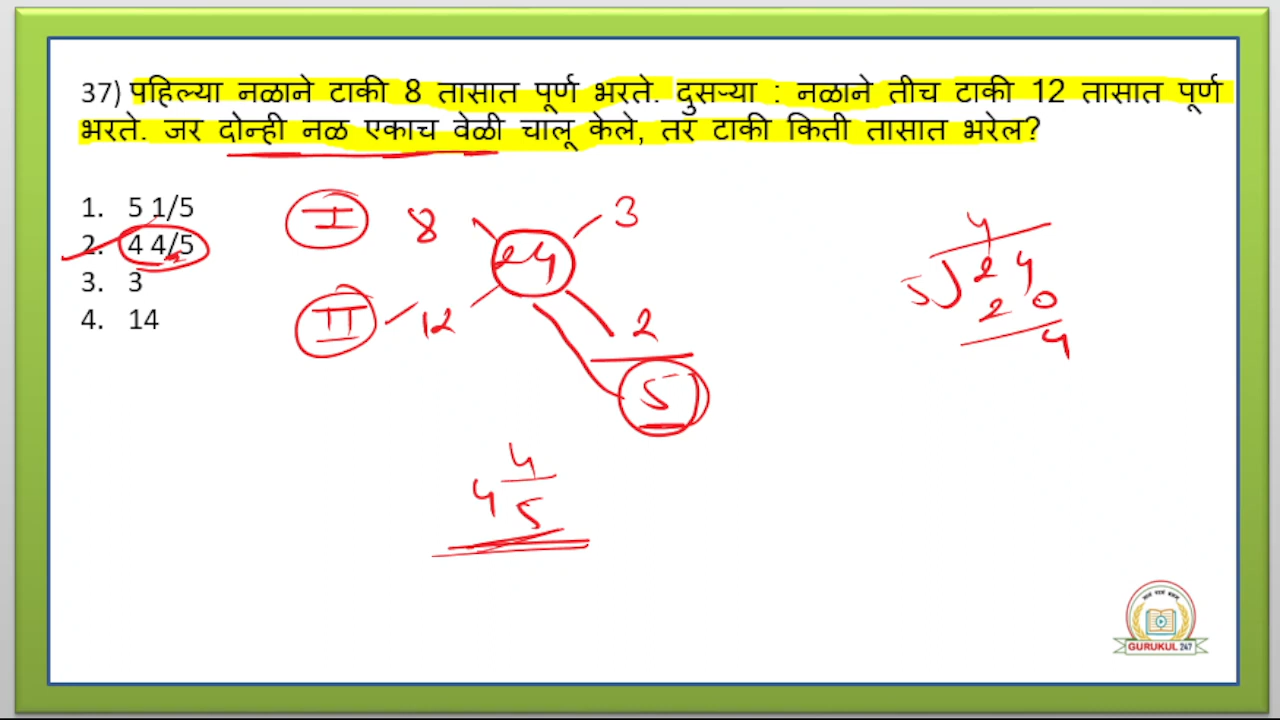 37) पहिल्या नळाने टाकी 8 तासात पूर्ण भरते. दुसऱ्या : नळाने तीच टाकी 12 तासात पूर्ण
भरते. जर दोन्ही नळ एकाच वेळी चालू केले, तर टाकी किती तासात भरेल?
1. 5 1/5
2. 4 4/5
3. 3
4. 14
I 8 24 3
II 12 2
5
4 4/5
4
5 24
20
4
GURUKUL 247